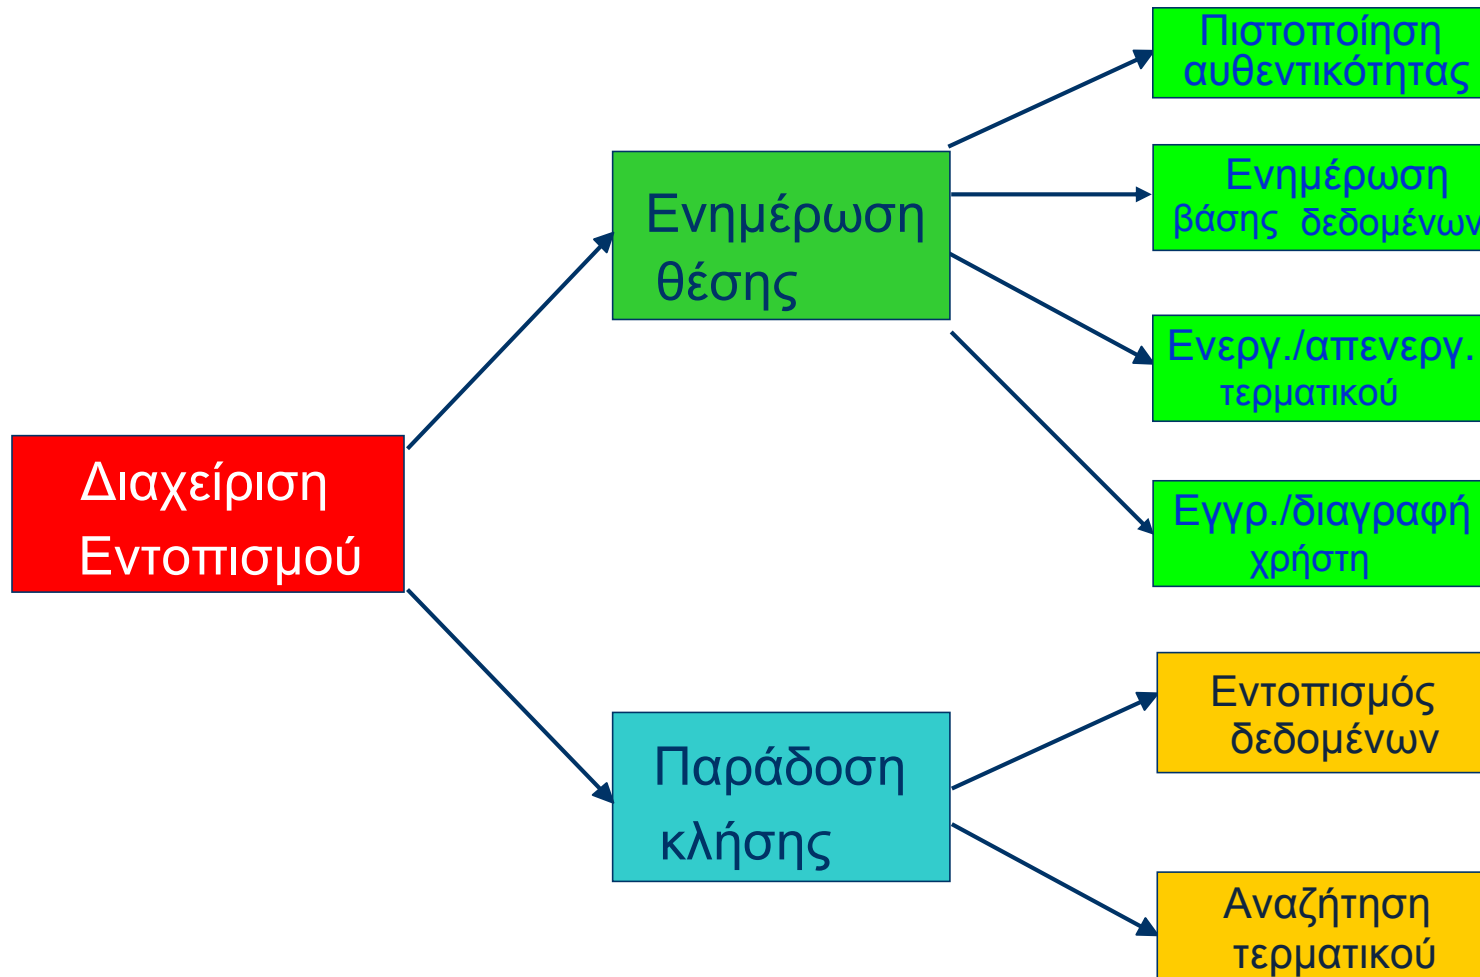 Διαχείριση
Εντοπισμού
Ενημέρωση
θέσης
Παράδοση
κλήσης
Πιστοποίηση
αυθεντικότητας
Ενημέρωση
βάσης δεδομένων
Ενεργ./απενεργ.
τερματικού
Εγγρ./διαγραφή
χρήστη
Εντοπισμός
δεδομένων
Αναζήτηση
τερματικού